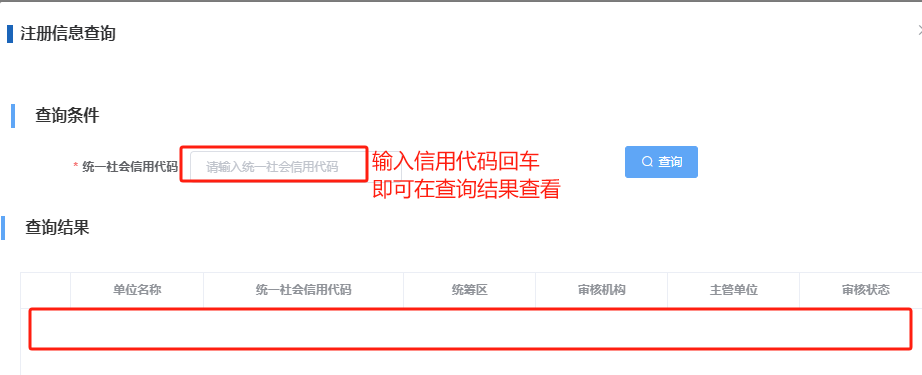 注册信息查询
查询条件
* 统一社会信用代码 请输入统一社会信用代码 输入信用代码回车 查询
即可在查询结果查看
查询结果
单位名称 统一社会信用代码 统筹区 审核机构 主管单位 审核状态